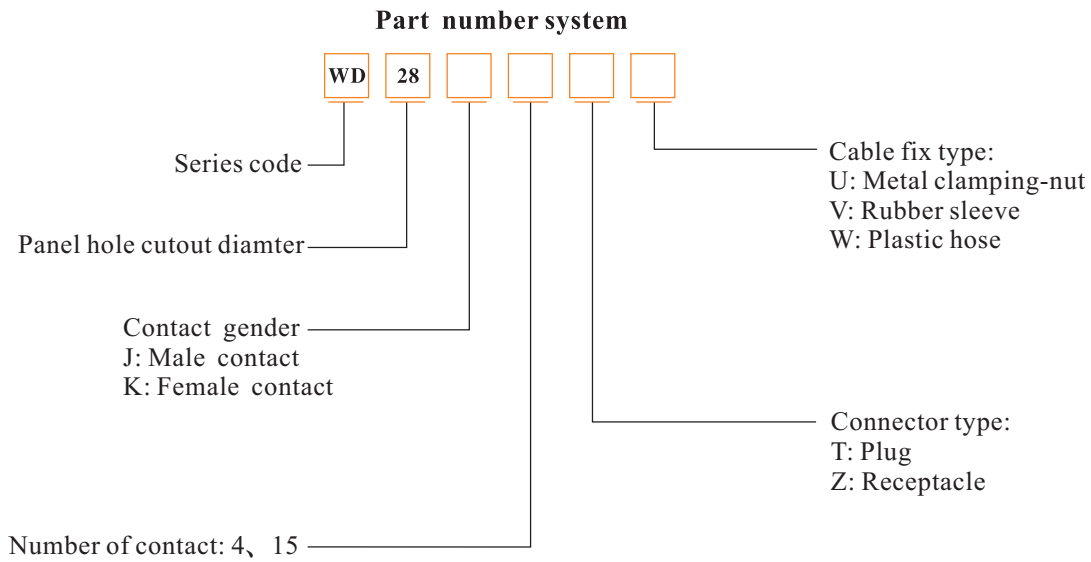 Part number system
WD 28
Series code
Cable fix type:
U: Metal clamping-nut
V: Rubber sleeve
W: Plastic hose
Panel hole cutout diamter
Contact gender
J: Male contact
K: Female contact
Connector type:
T: Plug
Z: Receptacle
Number of contact: 4、15